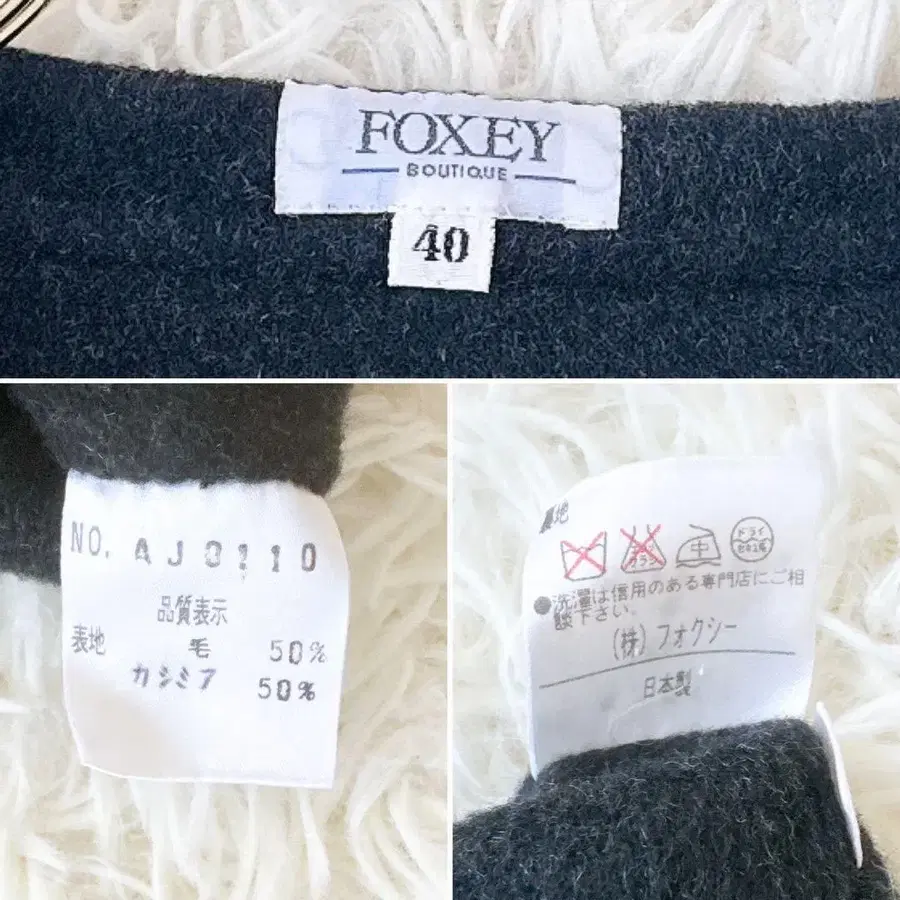 FOXEY
BOUTIQUE
40
NO. AJ0110
品質表示
表地 毛 50%
カシミア 50%
中
ドライ
●洗濯は信用のある専門店にご相
談下さい。
(株)フォクシー
日本製